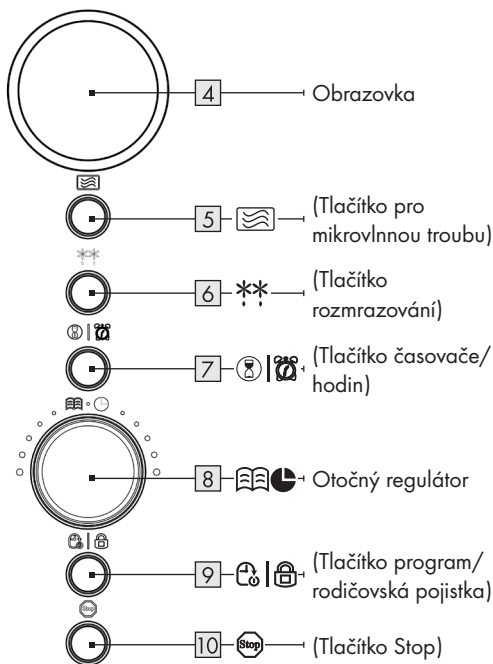 4 Obrazovka
5 (Tlačítko pro
mikrovlnnou troubu)
6 (Tlačítko
rozmrazování)
7 (Tlačítko časovače/
hodin)
8 Otočný regulátor
9 (Tlačítko program/
rodičovská pojistka)
Stop
10 Stop (Tlačítko Stop)